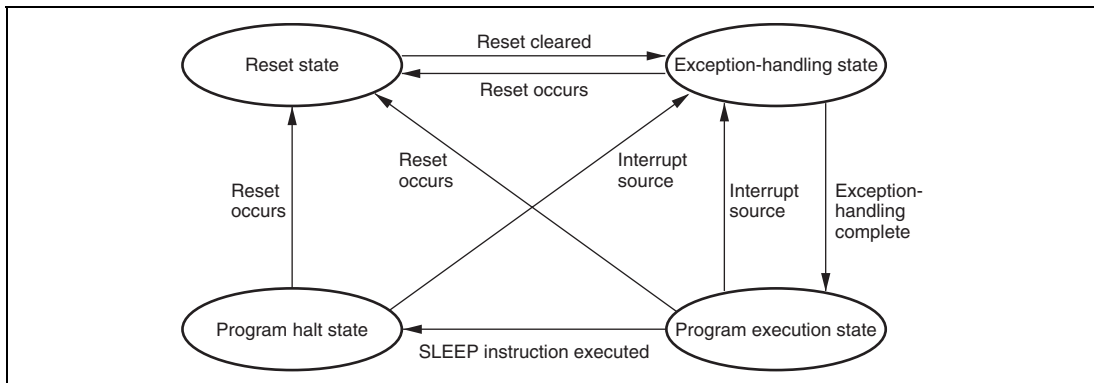 Reset cleared
Reset state
Exception-handling state
Reset occurs
Reset
occurs
Interrupt
source
Reset
occurs
Interrupt
source
Exception-
handling
complete
Program halt state
Program execution state
SLEEP instruction executed